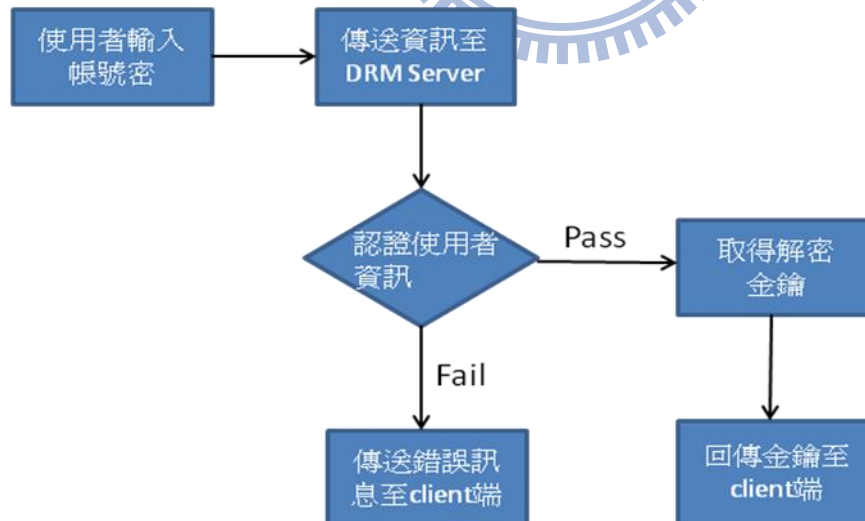 使用者輸入
帳號密
傳送資訊至
DRM Server
認證使用者
資訊
Pass
取得解密
金鑰
Fail
傳送錯誤訊
息至client端
回傳金鑰至
client端